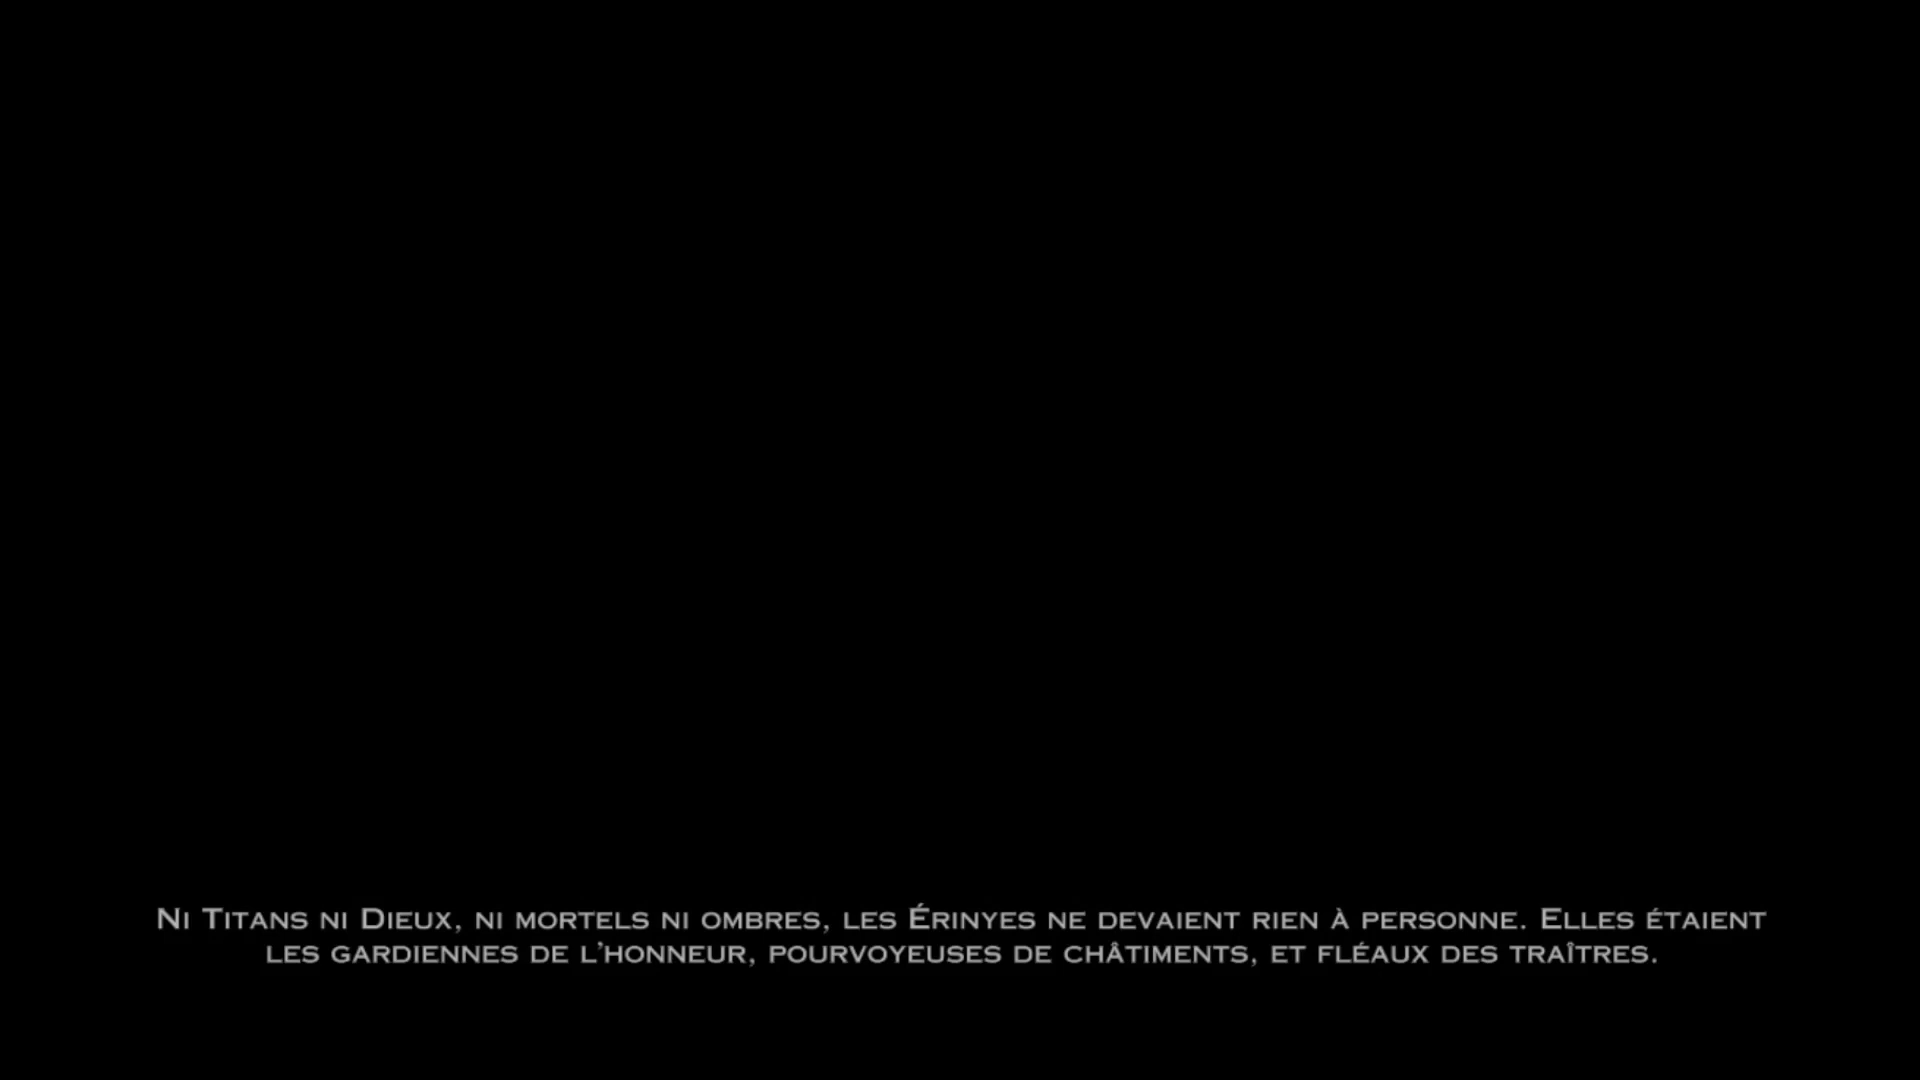 Ni Titans ni Dieux, ni mortels ni ombres, les Érinyes ne devaient rien à personne. Elles étaient
les gardiennes de l’honneur, pourvoyeuses de châtiments, et fléaux des traîtres.